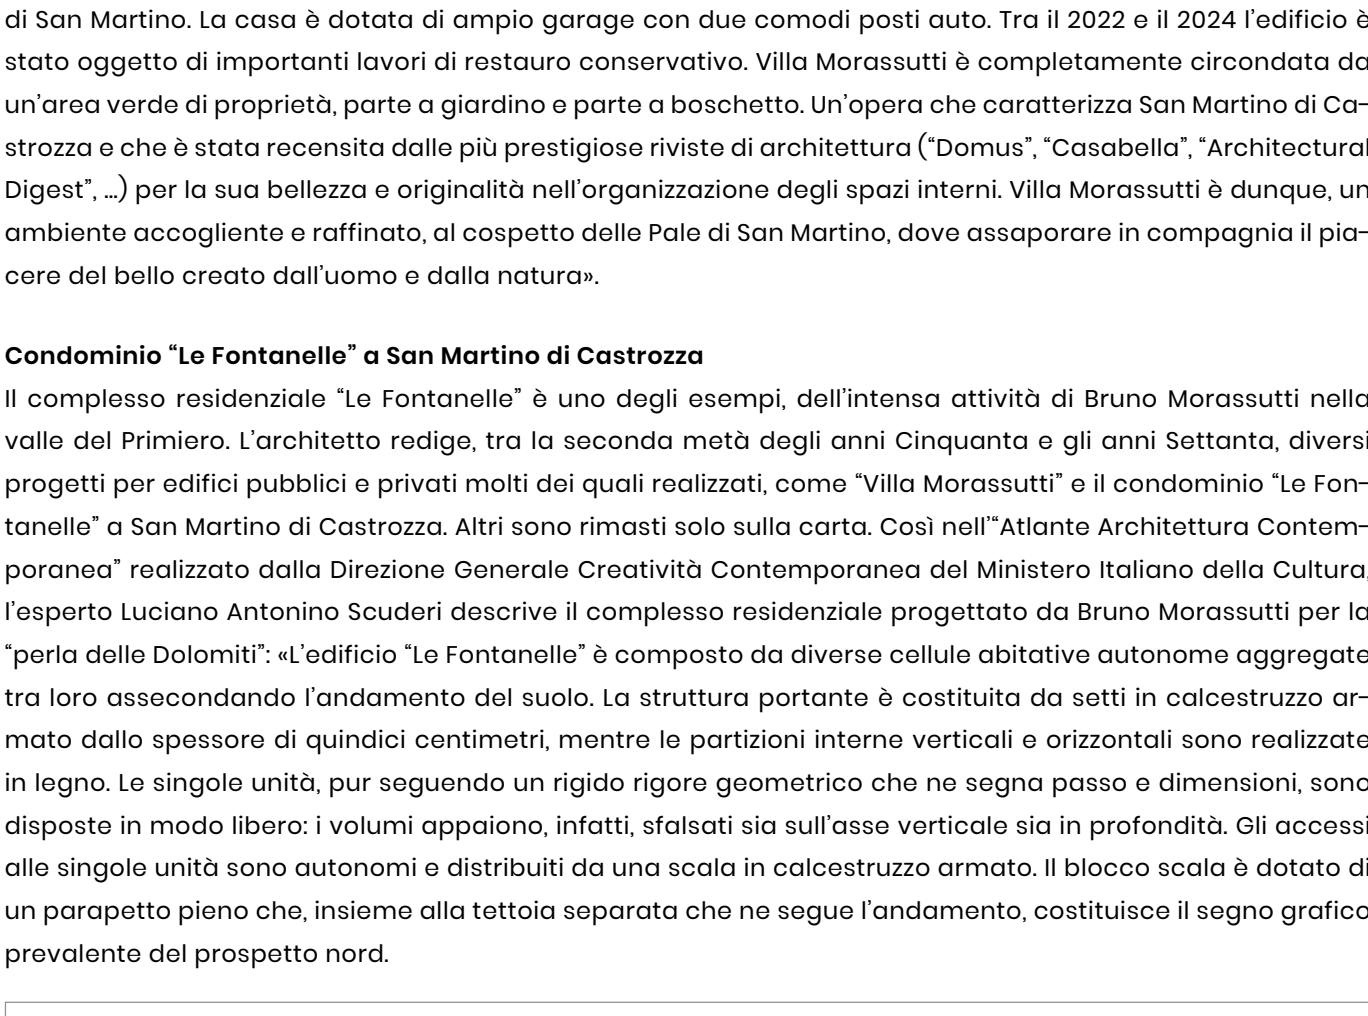 di San Martino. La casa è dotata di ampio garage con due comodi posti auto. Tra il 2022 e il 2024 l’edificio è
stato oggetto di importanti lavori di restauro conservativo. Villa Morassutti è completamente circondata da
un’area verde di proprietà, parte a giardino e parte a boschetto. Un’opera che caratterizza San Martino di Ca-
strozza e che è stata recensita dalle più prestigiose riviste di architettura (“Domus”, “Casabella”, “Architectural
Digest”, ...) per la sua bellezza e originalità nell’organizzazione degli spazi interni. Villa Morassutti è dunque, un
ambiente accogliente e raffinato, al cospetto delle Pale di San Martino, dove assaporare in compagnia il pia-
cere del bello creato dall’uomo e dalla natura».
Condominio “Le Fontanelle” a San Martino di Castrozza
Il complesso residenziale “Le Fontanelle” è uno degli esempi, dell’intensa attività di Bruno Morassutti nella
valle del Primiero. L’architetto redige, tra la seconda metà degli anni Cinquanta e gli anni Settanta, diversi
progetti per edifici pubblici e privati molti dei quali realizzati, come “Villa Morassutti” e il condominio “Le Fon-
tanelle” a San Martino di Castrozza. Altri sono rimasti solo sulla carta. Così nell’“Atlante Architettura Contem-
poranea” realizzato dalla Direzione Generale Creatività Contemporanea del Ministero Italiano della Cultura,
l’esperto Luciano Antonino Scuderi descrive il complesso residenziale progettato da Bruno Morassutti per la
“perla delle Dolomiti”: «L’edificio “Le Fontanelle” è composto da diverse cellule abitative autonome aggregate
tra loro assecondando l’andamento del suolo. La struttura portante è costituita da setti in calcestruzzo ar-
mato dallo spessore di quindici centimetri, mentre le partizioni interne verticali e orizzontali sono realizzate
in legno. Le singole unità, pur seguendo un rigido rigore geometrico che ne segna passo e dimensioni, sono
disposte in modo libero: i volumi appaiono, infatti, sfalsati sia sull’asse verticale sia in profondità. Gli accessi
alle singole unità sono autonomi e distribuiti da una scala in calcestruzzo armato. Il blocco scala è dotato di
un parapetto pieno che, insieme alla tettoia separata che ne segue l’andamento, costituisce il segno grafico
prevalente del prospetto nord.